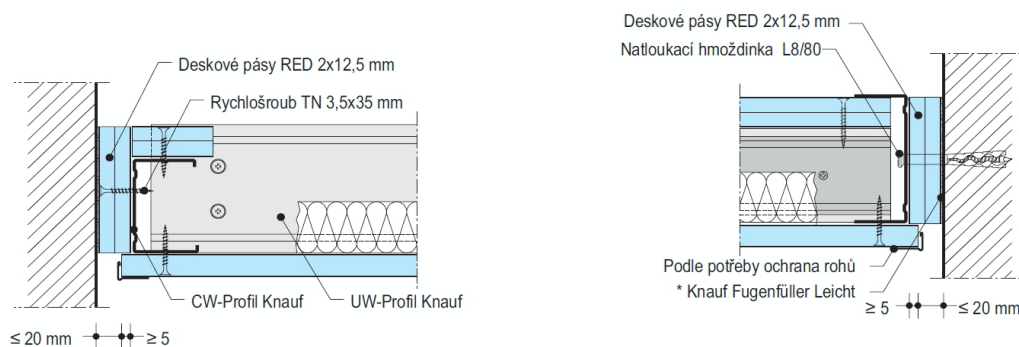 Deskové pásy RED 2x12,5 mm
Rychlošroub TN 3,5x35 mm
CW-Profil Knauf
UW-Profil Knauf
≤ 20 mm
≥ 5
Deskové pásy RED 2x12,5 mm
Natloukací hmoždinka L8/80
Podle potřeby ochrana rohů
* Knauf Fugenfüller Leicht
≥ 5
≤ 20 mm